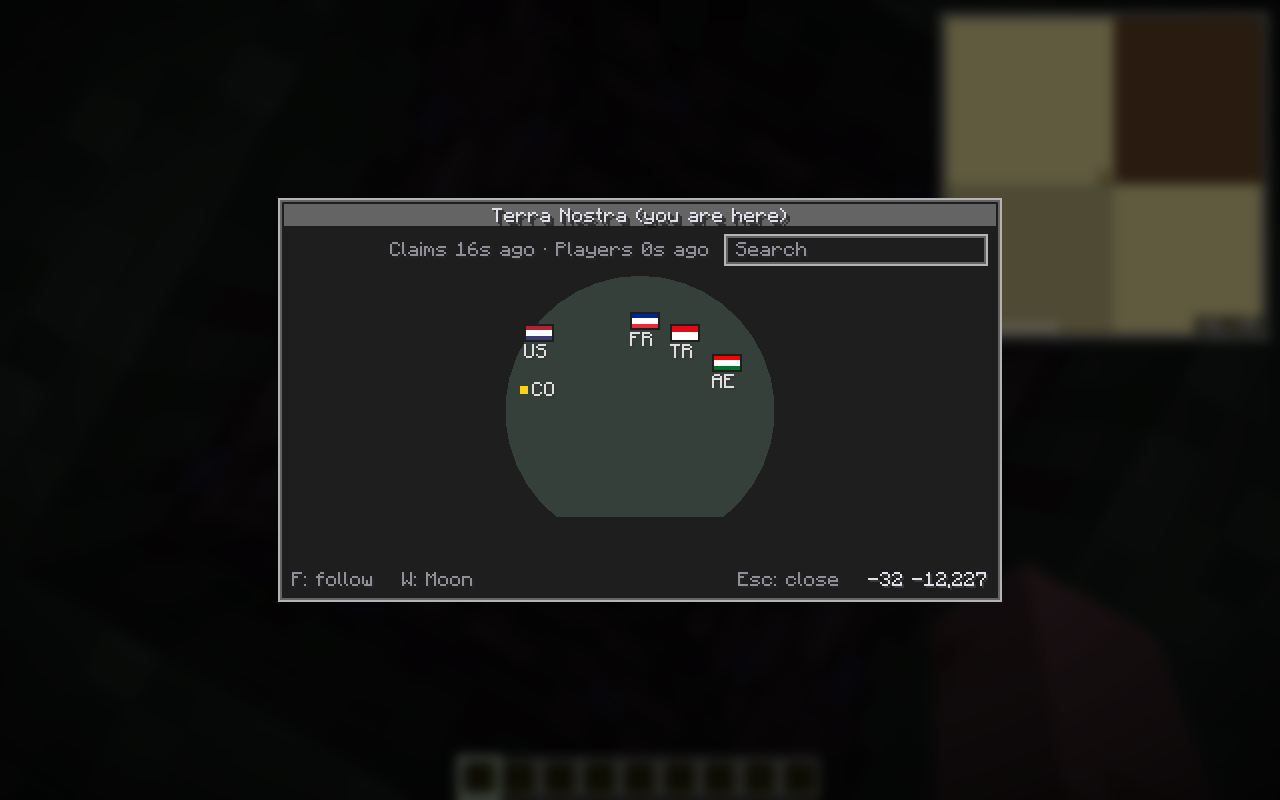 Terra Nostra (you are here)
Claims 16s ago · Players 0s ago
Search
US
FR
TR
AE
CO
F: follow
W: Moon
Esc: close
-32 -12,227